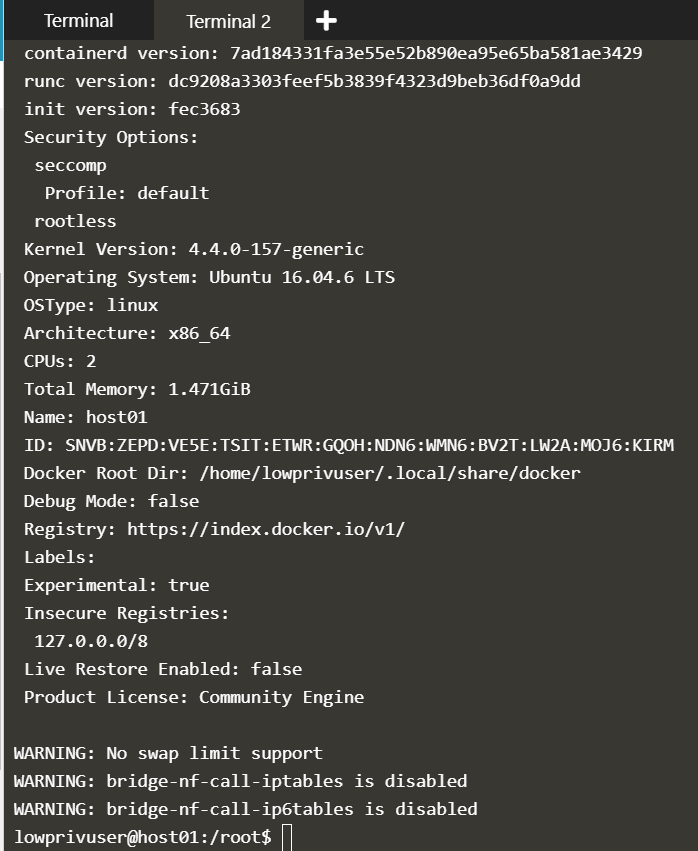 Terminal
Terminal 2
containerd version: 7ad184331fa3e55e52b890ea95e65ba581ae3429
runc version: dc9208a3303feef5b3839f4323d9beb36df0a9dd
init version: fec3683
Security Options:
seccomp
Profile: default
rootless
Kernel Version: 4.4.0-157-generic
Operating System: Ubuntu 16.04.6 LTS
OSType: linux
Architecture: x86_64
CPUs: 2
Total Memory: 1.471GiB
Name: host01
ID: SNVB:ZEPD:VE5E:TSIT:ETWR:GQOH:NDN6:WMN6:BV2T:LW2A:MOJ6:KIRM
Docker Root Dir: /home/lowprivuser/.local/share/docker
Debug Mode: false
Registry: https://index.docker.io/v1/
Labels:
Experimental: true
Insecure Registries:
127.0.0.0/8
Live Restore Enabled: false
Product License: Community Engine
WARNING: No swap limit support
WARNING: bridge-nf-call-iptables is disabled
WARNING: bridge-nf-call-ip6tables is disabled
lowprivuser@host01:/root$